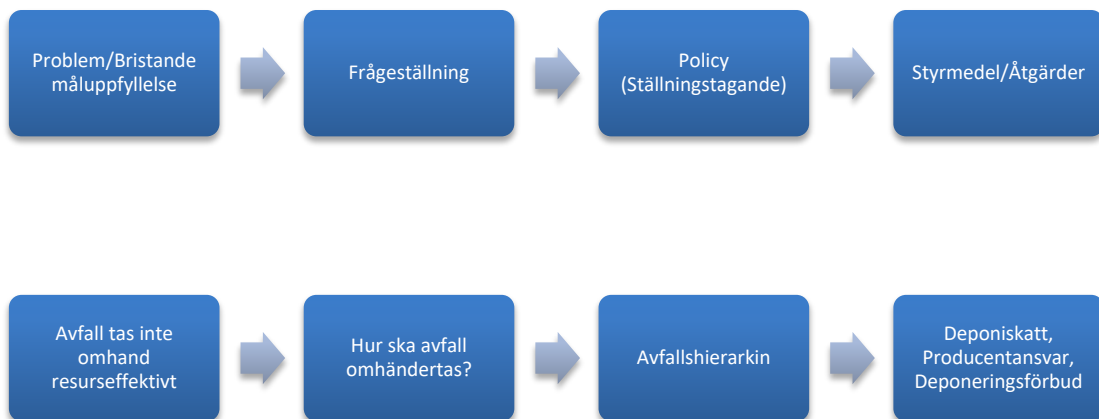 Problem/Bristande
måluppfyllelse
Frågeställning
Policy
(Ställningstagande)
Styrmedel/Åtgärder
Avfall tas inte
omhand
resurseffektivt
Hur ska avfall
omhändertas?
Avfallshierarkin
Deponiskatt,
Producentansvar,
Deponeringsförbud